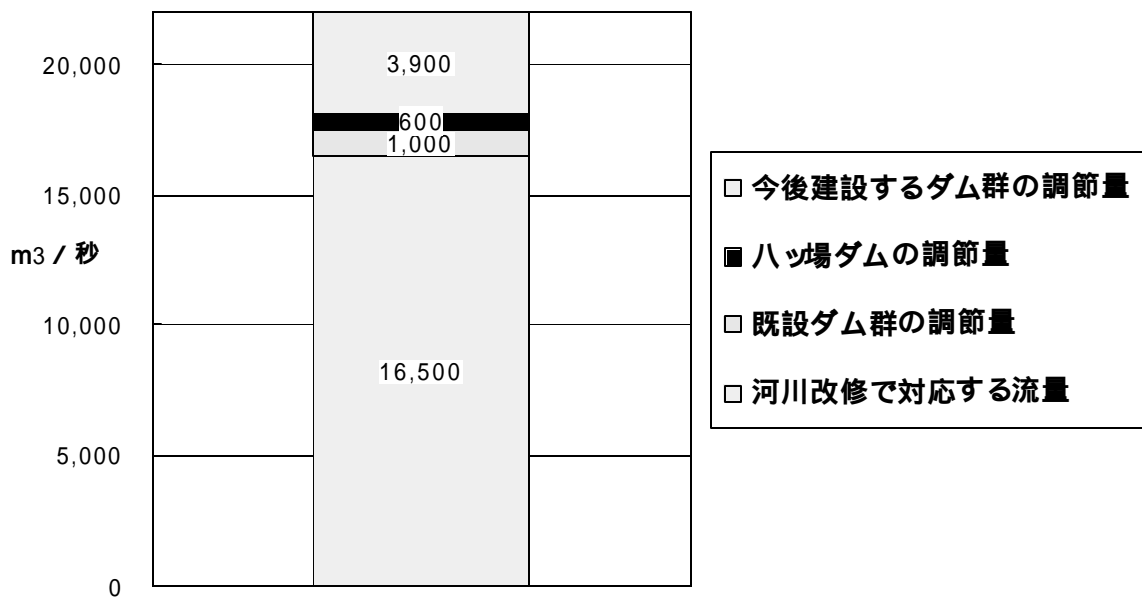 20,000
15,000
m3 / 秒
10,000
5,000
0
3,900
600
1,000
16,500
今後建設するダム群の調節量
八ッ場ダムの調節量
既設ダム群の調節量
河川改修で対応する流量